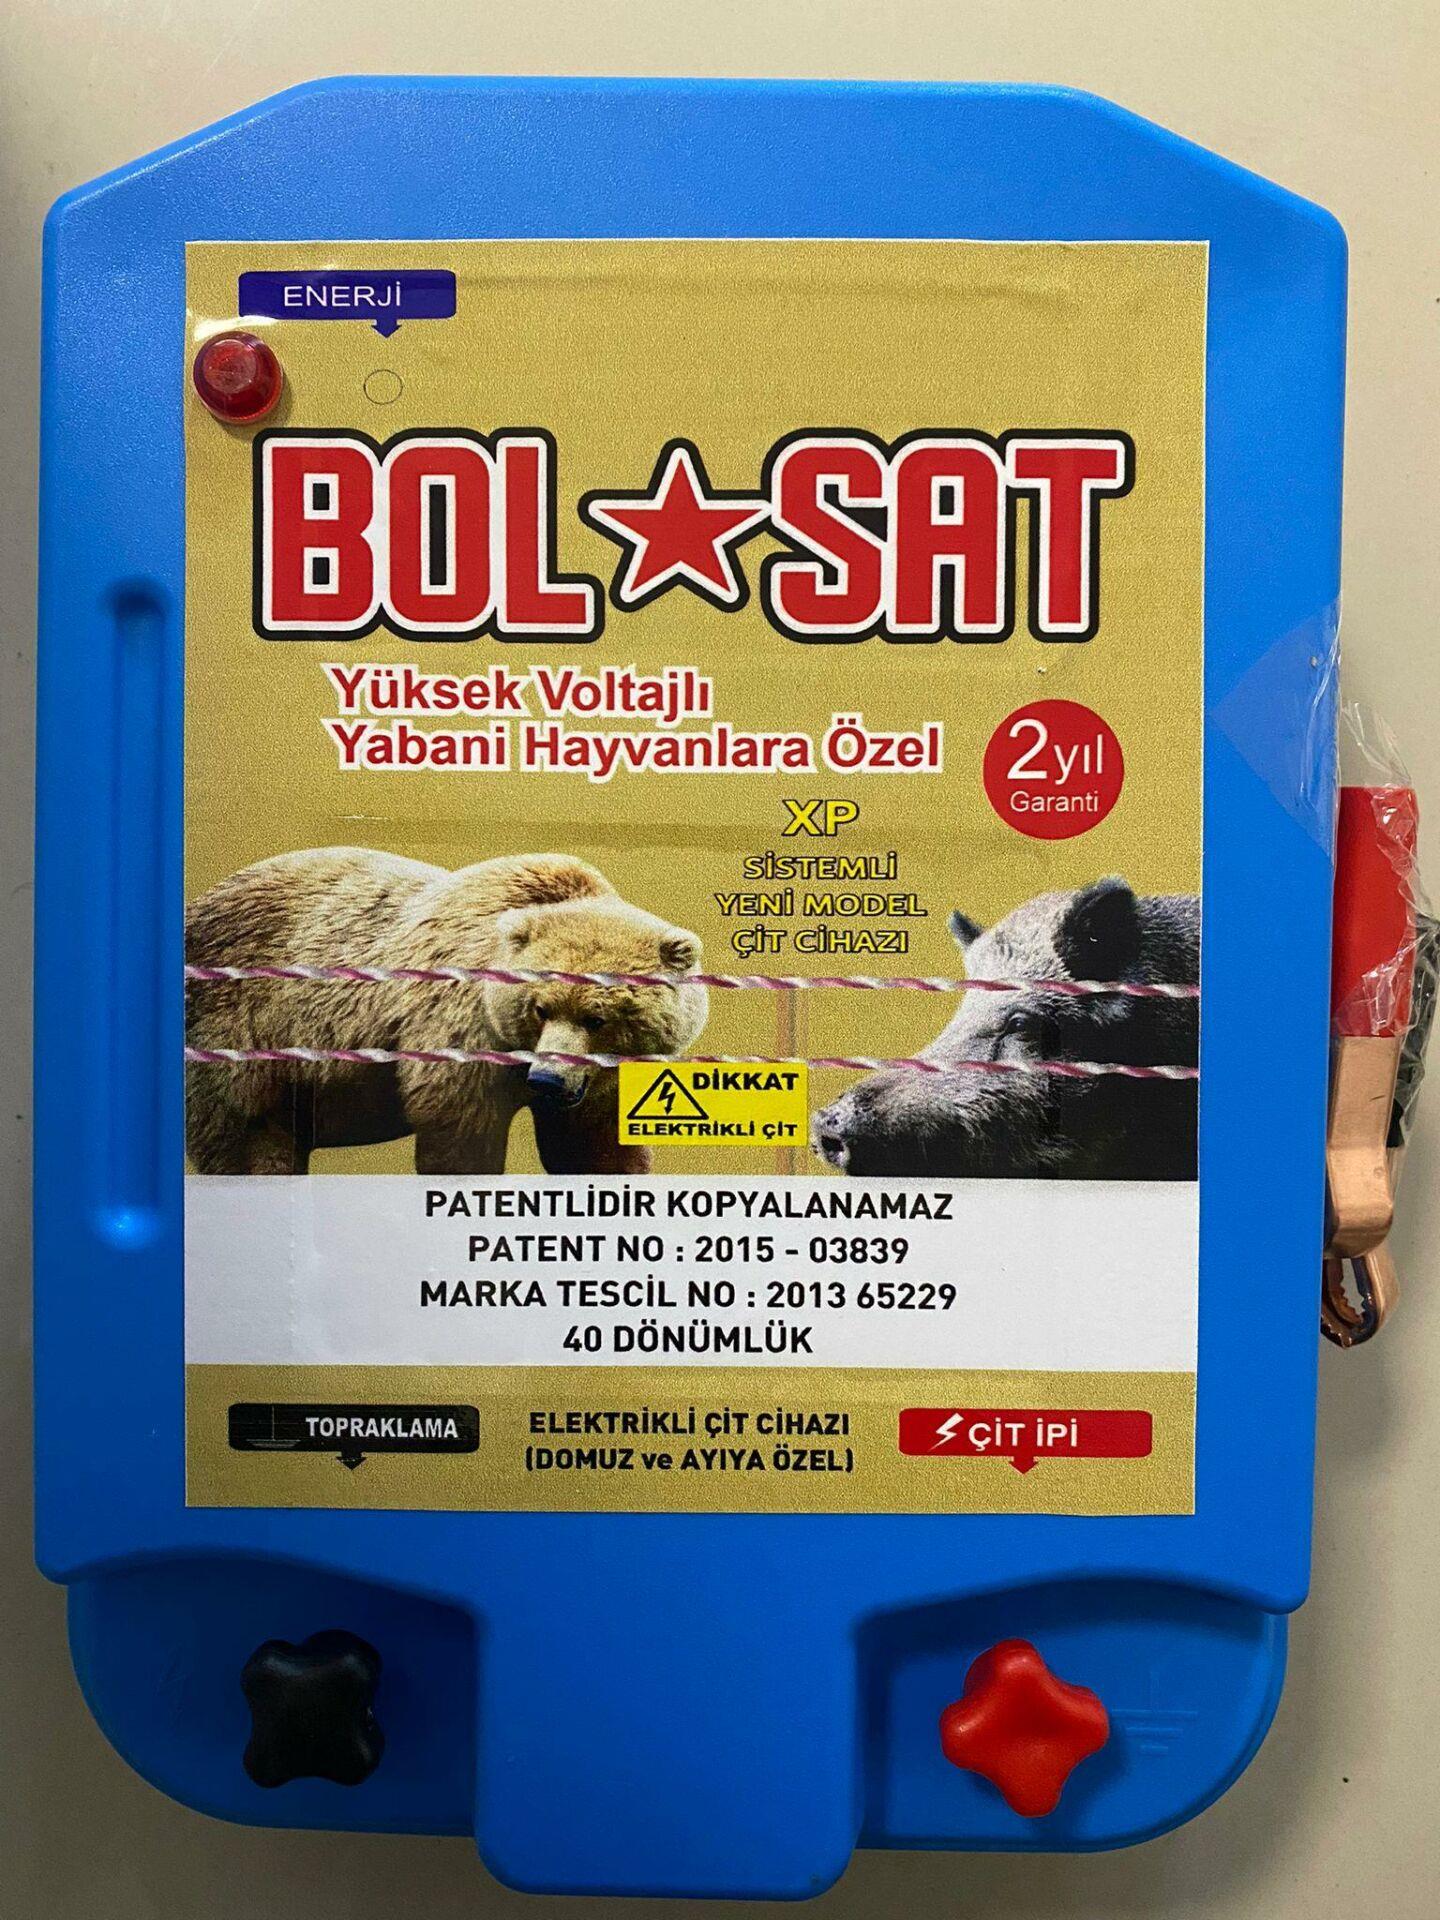 ENERJİ
BOL SAT
Yüksek Voltajlı
Yabani Hayvanlara Özel
2 yıl
Garanti
XP
SİSTEMLİ
YENİ MODEL
ÇİT CİHAZI
DİKKAT
ELEKTRİKLİ ÇİT
PATENTLİDİR KOPYALANAMAZ
PATENT NO : 2015 - 03839
MARKA TESCİL NO : 2013 65229
40 DÖNÜMLÜK
TOPRAKLAMA
ELEKTRİKLİ ÇİT CİHAZI
(DOMUZ ve AYIYA ÖZEL)
ÇİT İPİ